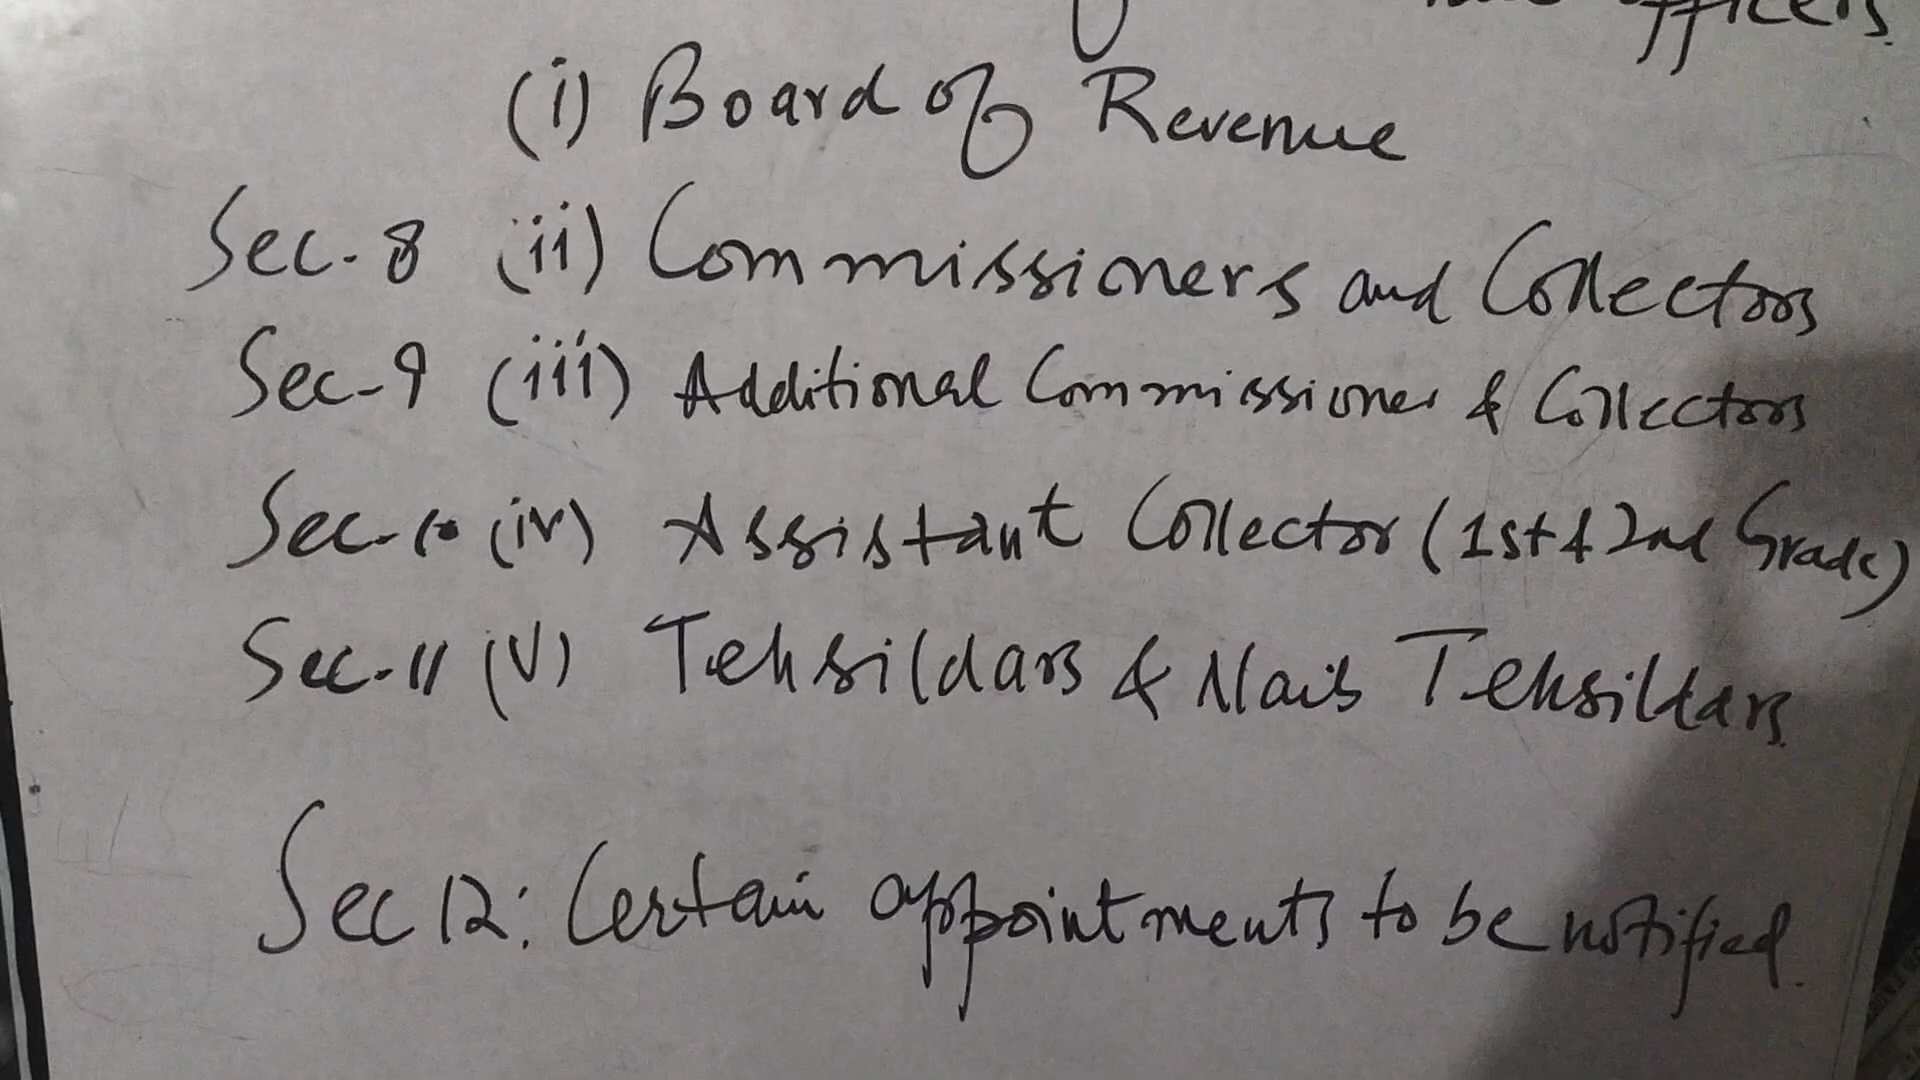 officers.
(i) Board of Revenue
Sec. 8 (ii) Commissioners and Collectors
Sec-9 (iii) Additional Commissioner & Collectors
Sec-10 (iv) Assistant Collector (1st & 2nd Grade)
Sec.11 (V) Tehsildars & Naib Tehsildars.
Sec 12: Certain appointments to be notified.